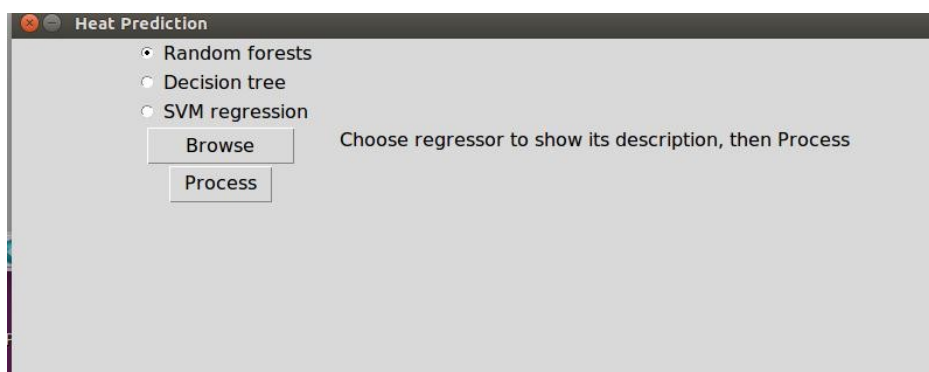 Heat Prediction
Random forests
Decision tree
SVM regression
Browse
Choose regressor to show its description, then Process
Process